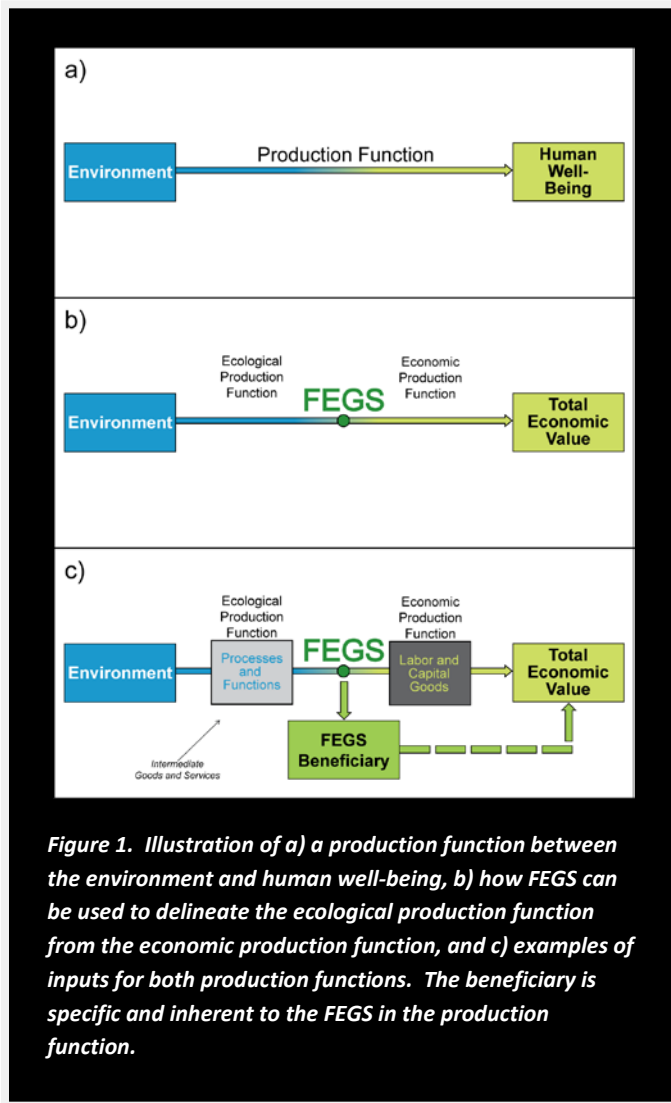 a)
Production Function
Environment
Human
Well-
Being
b)
Ecological
Production
Function
FEGS
Economic
Production
Function
Environment
Total
Economic
Value
c)
Ecological
Production
Function
FEGS
Economic
Production
Function
Environment
Processes
and
Functions
Labor and
Capital
Goods
Total
Economic
Value
Intermediate
Goods and Services
FEGS
Beneficiary
Figure 1.  Illustration of a) a production function between
the environment and human well-being, b) how FEGS can
be used to delineate the ecological production function
from the economic production function, and c) examples of
inputs for both production functions.  The beneficiary is
specific and inherent to the FEGS in the production
function.